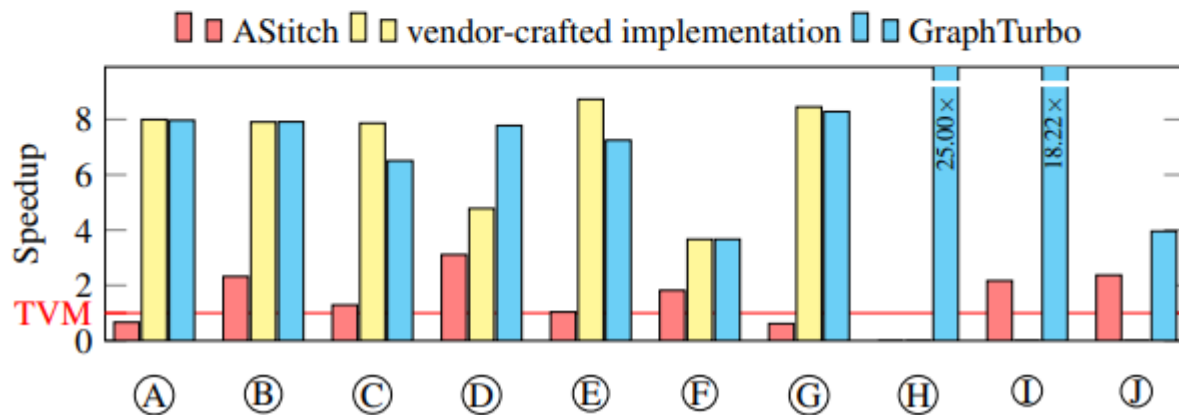 AStitch vendor-crafted implementation GraphTurbo
Speedup
8
6
4
2
TVM
0
25.00×
18.22×
A B C D E F G H I J